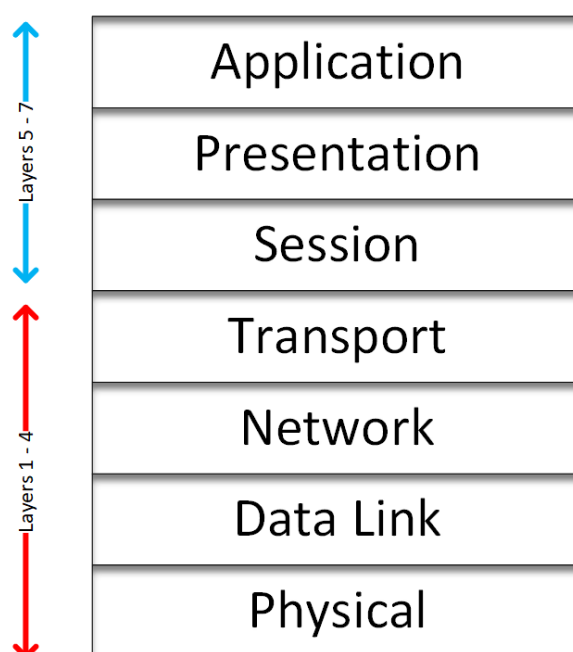 Layers 5 - 7
Application
Presentation
Session
Layers 1 - 4
Transport
Network
Data Link
Physical